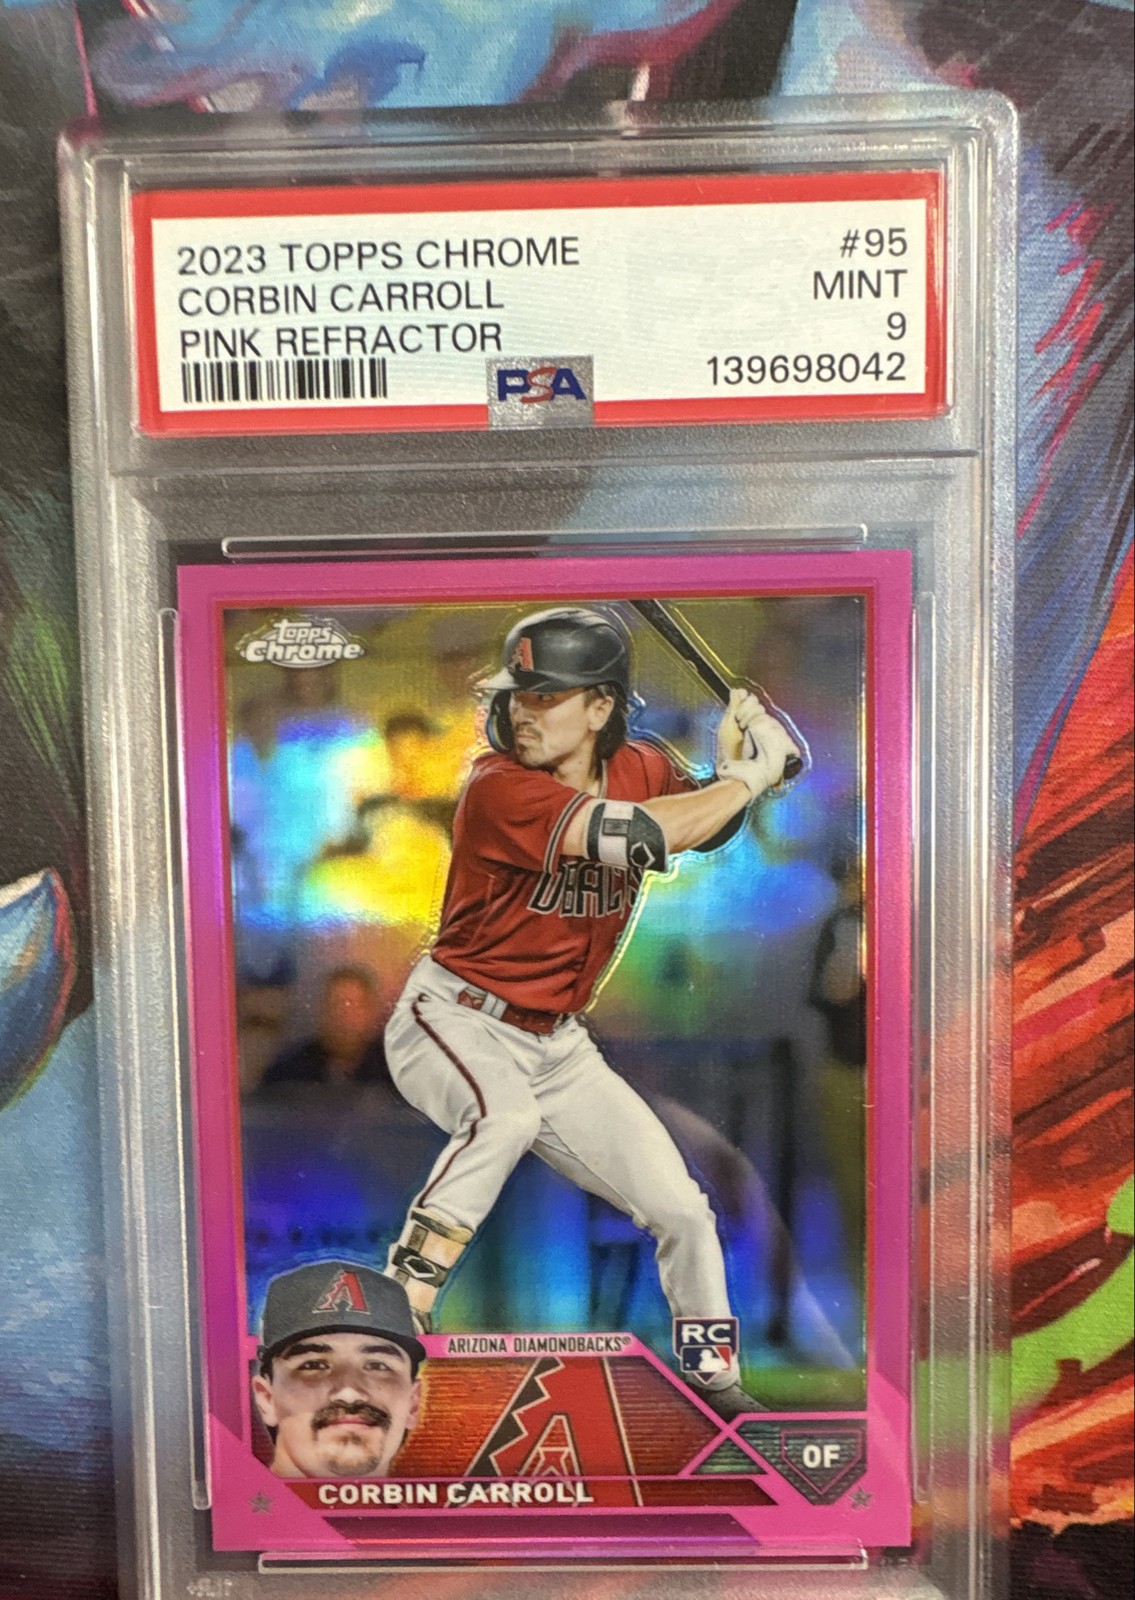 2023 TOPPS CHROME #95
CORBIN CARROLL MINT
PINK REFRACTOR 9
PSA 139698042
Topps
Chrome
A
DBACKS
A
ARIZONA DIAMONDBACKS®
RC
A
OF
CORBIN CARROLL